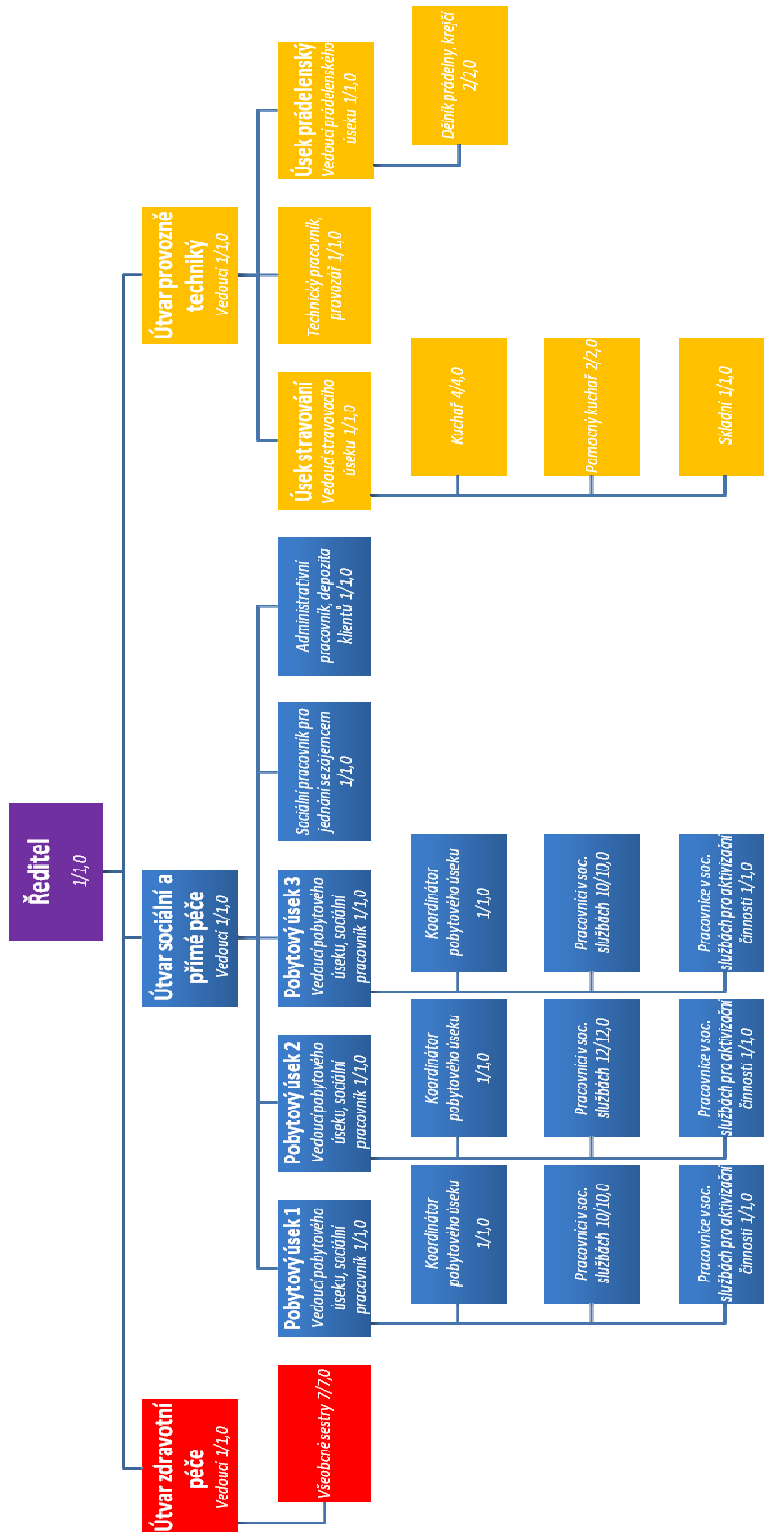 Ředitel
1/1,0
Útvar zdravotní
péče
Vedoucí 1/1,0
Všeobecné sestry 7/7,0
Útvar sociální a
přímé péče
Vedoucí 1/1,0
Pobytový úsek 1
Vedoucí pobytového
úseku, sociální
pracovník 1/1,0
Koordinátor
pobytového úseku
1/1,0
Pracovníci v soc.
službách 10/10,0
Pracovnice v soc.
službách pro aktivizační
činnosti 1/1,0
Pobytový úsek 2
Vedoucí pobytového
úseku, sociální
pracovník 1/1,0
Koordinátor
pobytového úseku
1/1,0
Pracovníci v soc.
službách 12/12,0
Pracovnice v soc.
službách pro aktivizační
činnosti 1/1,0
Pobytový úsek 3
Vedoucí pobytového
úseku, sociální
pracovník 1/1,0
Koordinátor
pobytového úseku
1/1,0
Pracovníci v soc.
službách 10/10,0
Pracovnice v soc.
službách pro aktivizační
činnosti 1/1,0
Sociální pracovník pro
jednání se zájemcem
1/1,0
Administrativní
pracovník, depozita
klientů 1/1,0
Útvar provozně
techniký
Vedoucí 1/1,0
Úsek stravování
Vedoucí stravovacího
úseku 1/1,0
Kuchař 4/4,0
Pomocný kuchař 2/2,0
Skladní 1/1,0
Technický pracovník,
provozář 1/1,0
Úsek prádelenský
Vedoucí prádelenského
úseku 1/1,0
Dělník prádelny, krejčí
2/2,0